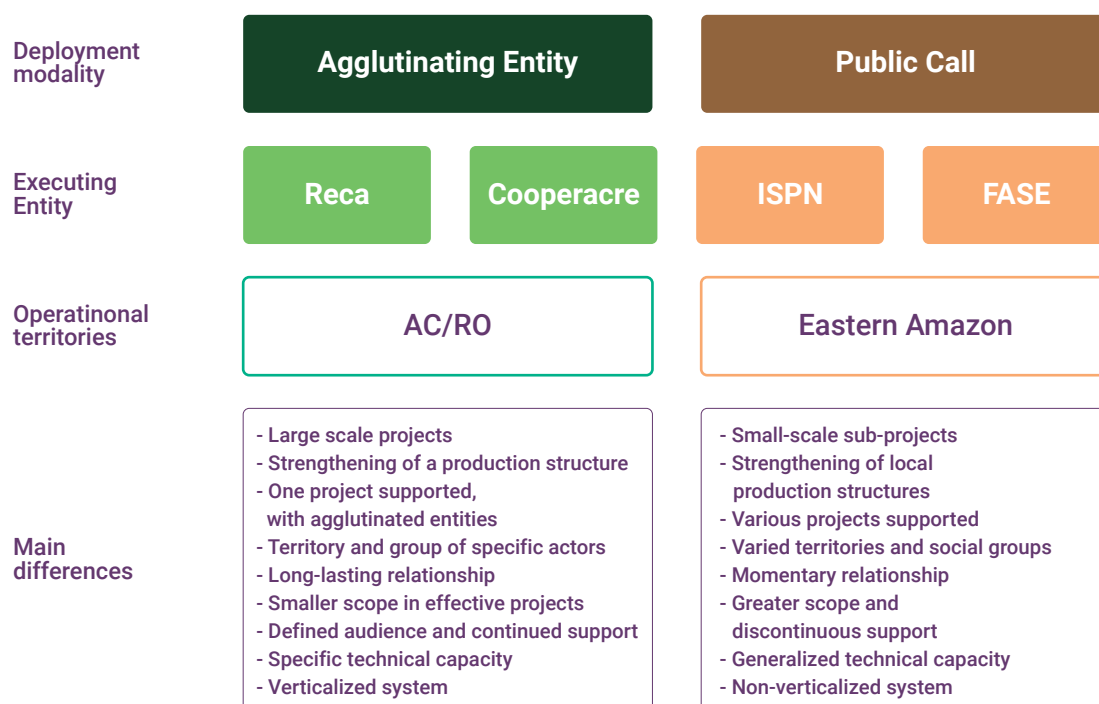 Deployment
modality
Agglutinating Entity
Public Call
Executing
Entity
Reca
Cooperacre
ISPN
FASE
Operatinonal
territories
AC/RO
Eastern Amazon
Main
differences
- Large scale projects
- Strengthening of a production structure
- One project supported,
with agglutinated entities
- Territory and group of specific actors
- Long-lasting relationship
- Smaller scope in effective projects
- Defined audience and continued support
- Specific technical capacity
- Verticalized system
- Small-scale sub-projects
- Strengthening of local
production structures
- Various projects supported
- Varied territories and social groups
- Momentary relationship
- Greater scope and
discontinuous support
- Generalized technical capacity
- Non-verticalized system